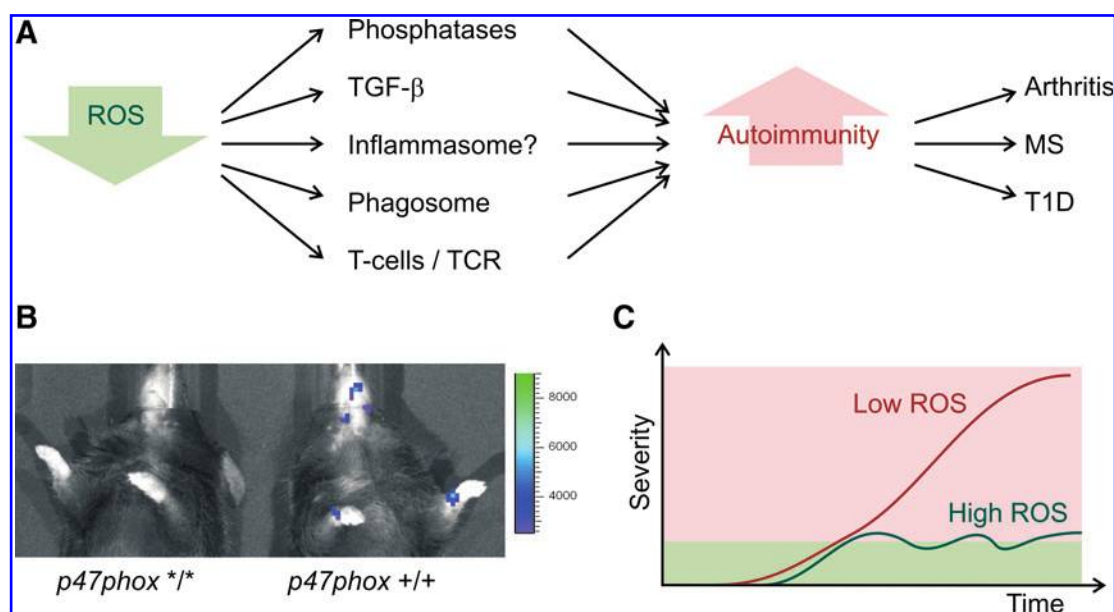 A
ROS
Phosphatases
TGF-β
Inflammasome?
Phagosome
T-cells / TCR
Autoimmunity
Arthritis
MS
T1D
B
8000
6000
4000
p47phox */*
p47phox +/+
C
Severity
Low ROS
High ROS
Time